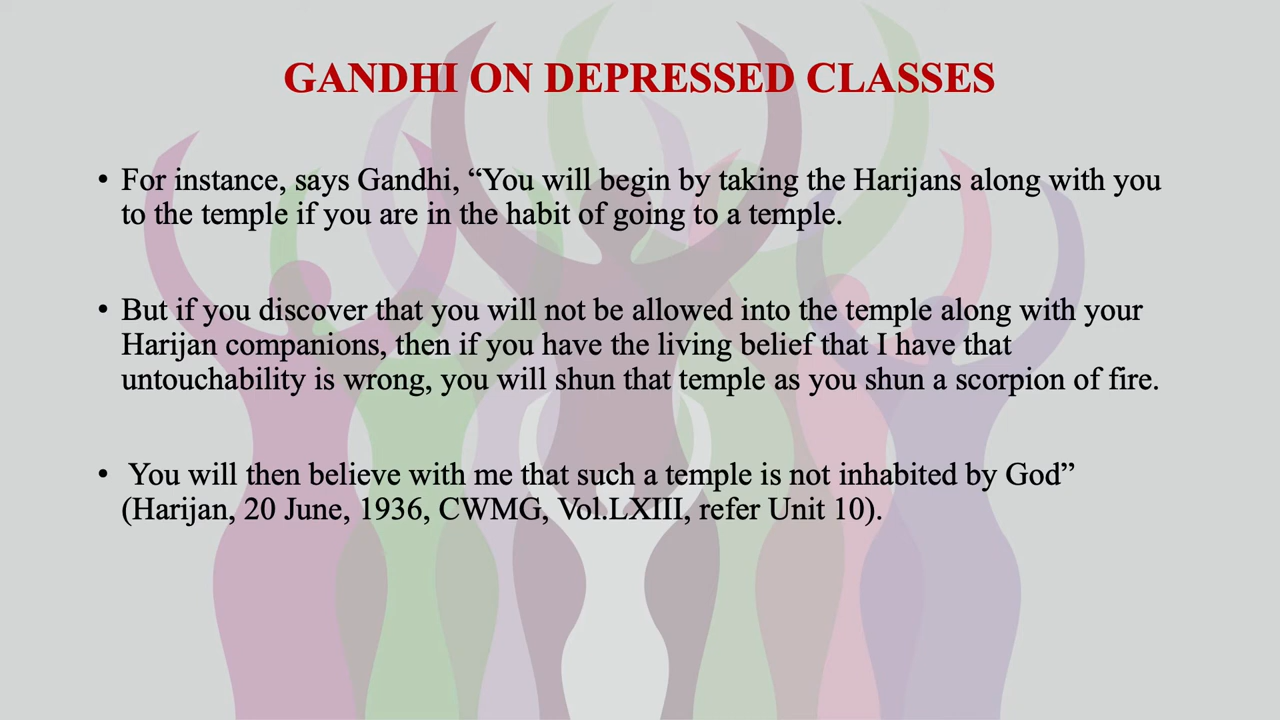 GANDHI ON DEPRESSED CLASSES
• For instance, says Gandhi, “You will begin by taking the Harijans along with you
to the temple if you are in the habit of going to a temple.
• But if you discover that you will not be allowed into the temple along with your
Harijan companions, then if you have the living belief that I have that
untouchability is wrong, you will shun that temple as you shun a scorpion of fire.
• You will then believe with me that such a temple is not inhabited by God”
(Harijan, 20 June, 1936, CWMG, Vol.LXIII, refer Unit 10).